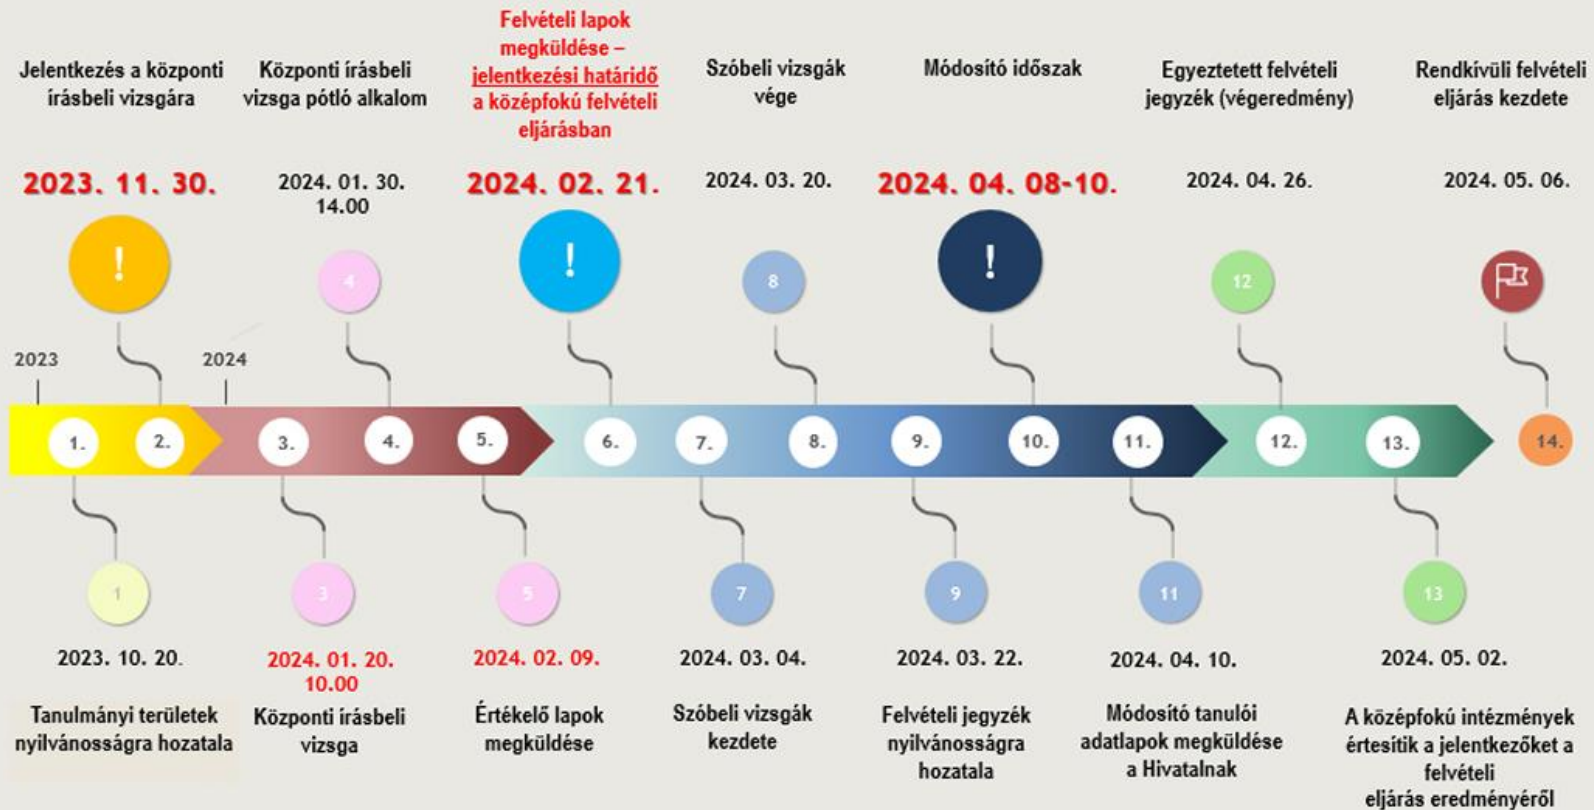 Jelentkezés a központi
írásbeli vizsgára
2023. 11. 30.
!
Központi írásbeli
vizsga pótló alkalom
2024. 01. 30.
14.00
4
Felvételi lapok
megküldése –
jelentkezési határidő
a középfokú felvételi
eljárásban
2024. 02. 21.
!
Szóbeli vizsgák
vége
2024. 03. 20.
8
Módosító időszak
2024. 04. 08-10.
!
Egyeztetett felvételi
jegyzék (végeredmény)
2024. 04. 26.
12
Rendkívüli felvételi
eljárás kezdete
2024. 05. 06.
2023
2024
1.
2.
3.
4.
5.
6.
7.
8.
9.
10.
11.
12.
13.
14.
1
2023. 10. 20.
Tanulmányi területek
nyilvánosságra hozatala
3
2024. 01. 20.
10.00
Központi írásbeli
vizsga
5
2024. 02. 09.
Értékelő lapok
megküldése
7
2024. 03. 04.
Szóbeli vizsgák
kezdete
9
2024. 03. 22.
Felvételi jegyzék
nyilvánosságra
hozatala
11
2024. 04. 10.
Módosító tanulói
adatlapok megküldése
a Hivatalnak
13
2024. 05. 02.
A középfokú intézmények
értesítik a jelentkezőket a
felvételi
eljárás eredményéről